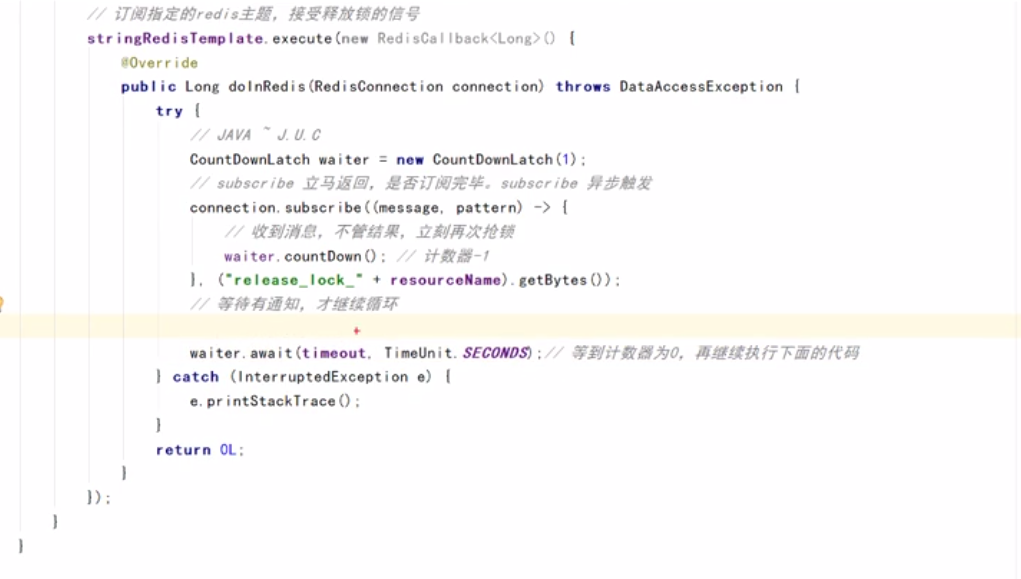 // 订阅指定的redis主题，接受释放锁的信号
stringRedisTemplate.execute(new RedisCallback<Long>() {
@Override
public Long doInRedis(RedisConnection connection) throws DataAccessException {
try {
// JAVA ~ J.U.C
CountDownLatch waiter = new CountDownLatch(1);
// subscribe 立马返回，是否订阅完毕。subscribe 异步触发
connection.subscribe((message, pattern) -> {
// 收到消息，不管结果，立刻再次抢锁
waiter.countDown(); // 计数器-1
}, ("release_lock_" + resourceName).getBytes());
// 等待有通知，才继续循环
waiter.await(timeout, TimeUnit.SECONDS);// 等到计数器为0，再继续执行下面的代码
} catch (InterruptedException e) {
e.printStackTrace();
}
return 0L;
}
});
}
}